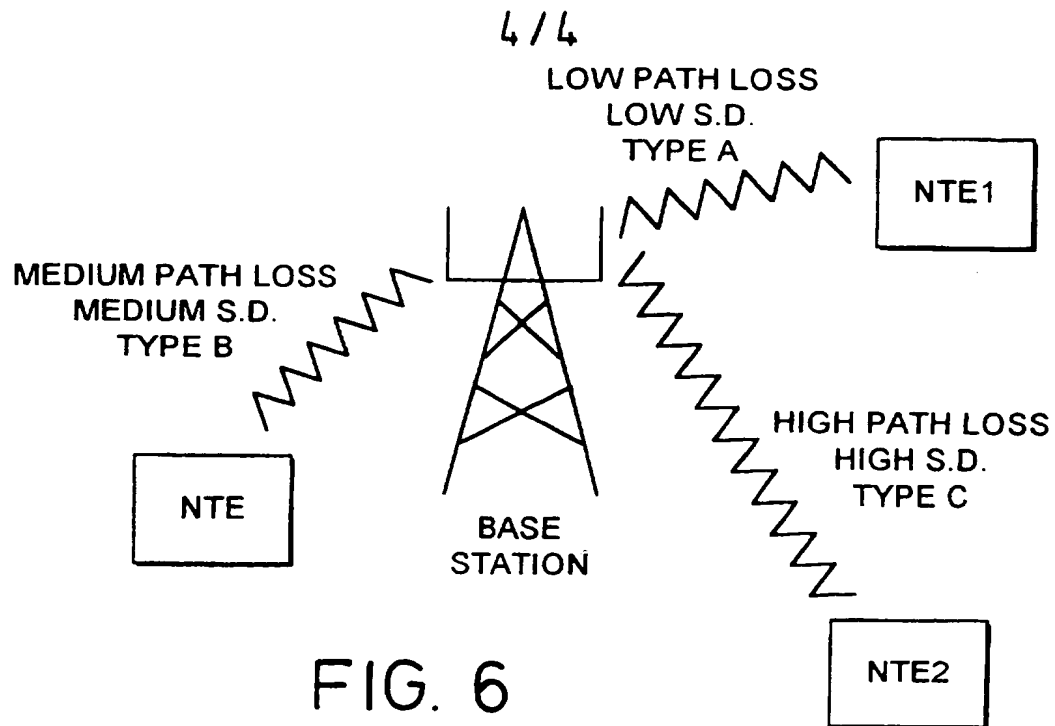 4/4
LOW PATH LOSS
LOW S.D.
TYPE A
NTE1
MEDIUM PATH LOSS
MEDIUM S.D.
TYPE B
HIGH PATH LOSS
HIGH S.D.
TYPE C
NTE
BASE
STATION
NTE2
FIG. 6